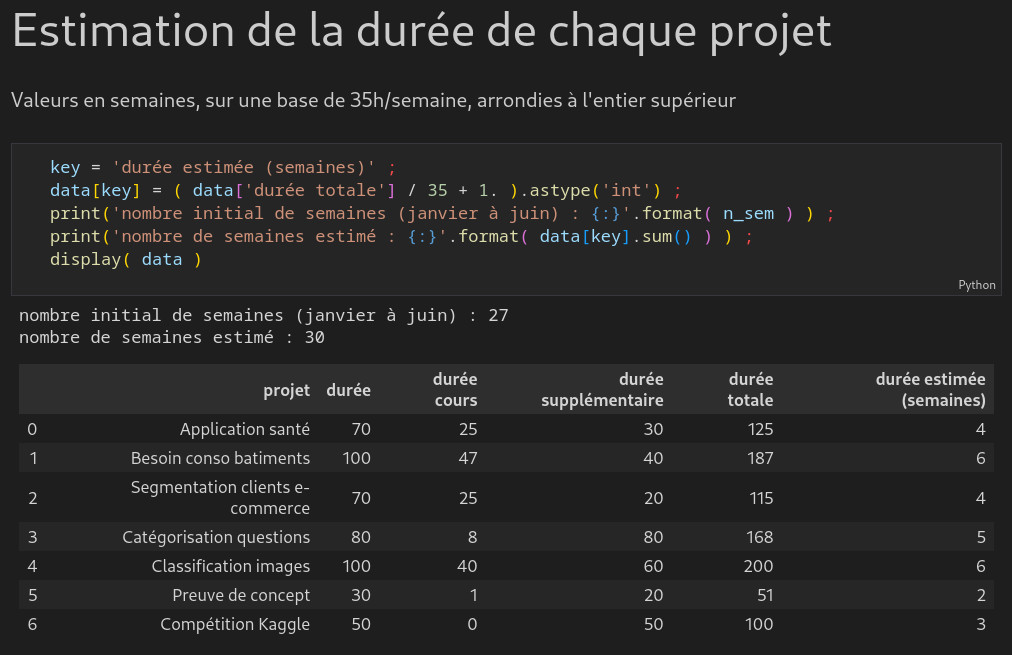 Estimation de la durée de chaque projet
Valeurs en semaines, sur une base de 35h/semaine, arrondies à l'entier supérieur
key = 'durée estimée (semaines)' ;
data[key] = ( data['durée totale'] / 35 + 1. ).astype('int') ;
print('nombre initial de semaines (janvier à juin) : {:}'.format( n_sem ) ) ;
print('nombre de semaines estimé : {:}'.format( data[key].sum() ) ) ;
display( data )
Python
nombre initial de semaines (janvier à juin) : 27
nombre de semaines estimé : 30
projet durée durée cours durée supplémentaire durée totale durée estimée (semaines)
0 Application santé 70 25 30 125 4
1 Besoin conso batiments 100 47 40 187 6
2 Segmentation clients e-commerce 70 25 20 115 4
3 Catégorisation questions 80 8 80 168 5
4 Classification images 100 40 60 200 6
5 Preuve de concept 30 1 20 51 2
6 Compétition Kaggle 50 0 50 100 3